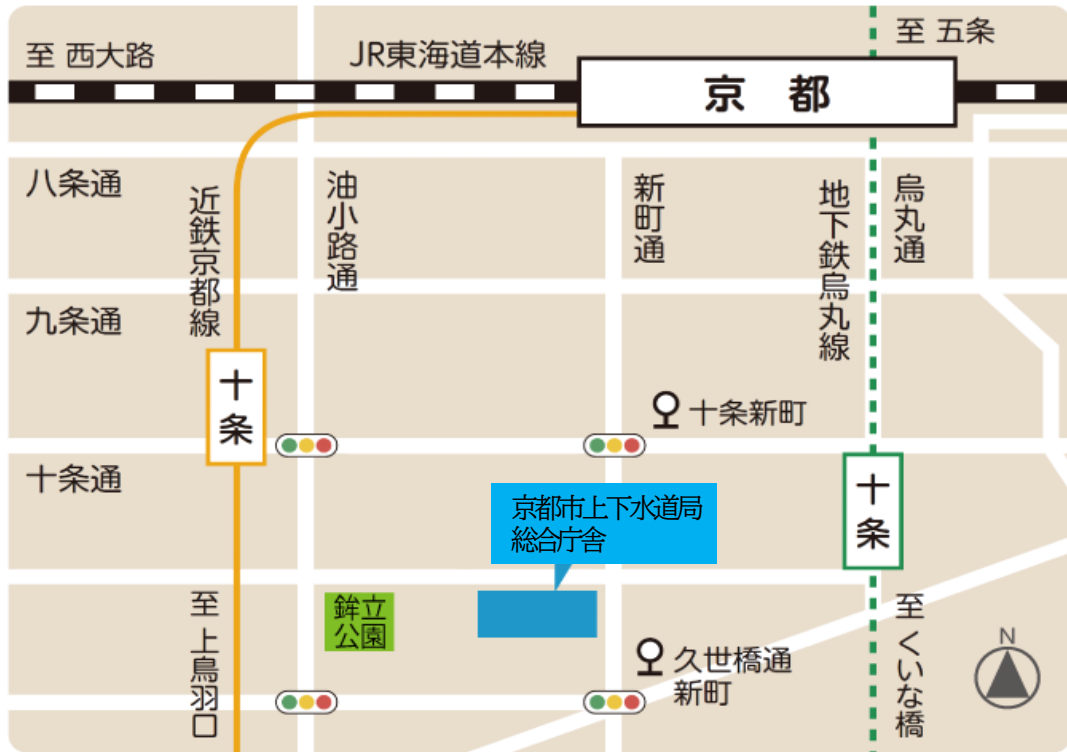 至 西大路
JR東海道本線
至 五条
京 都
八条通
近鉄京都線
油小路通
新町通
地下鉄烏丸線
烏丸通
九条通
十条
十条新町
十条通
京都市上下水道局
総合庁舎
十条
鉾立
公園
至 上鳥羽口
久世橋通
新町
至 くいな橋
N